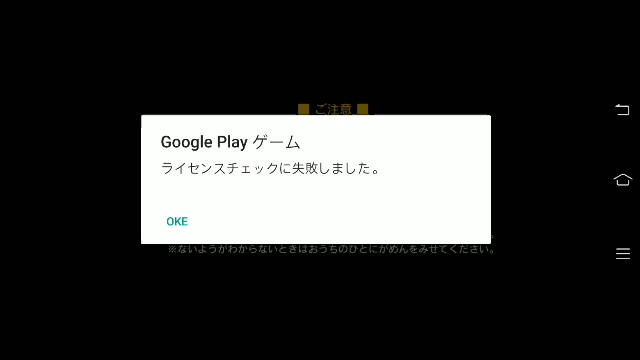 ■ ご注意 ■
Google Play ゲーム
ライセンスチェックに失敗しました。
OKE
※ないようがわからないときはおうちのひとにがめんをみせてください。